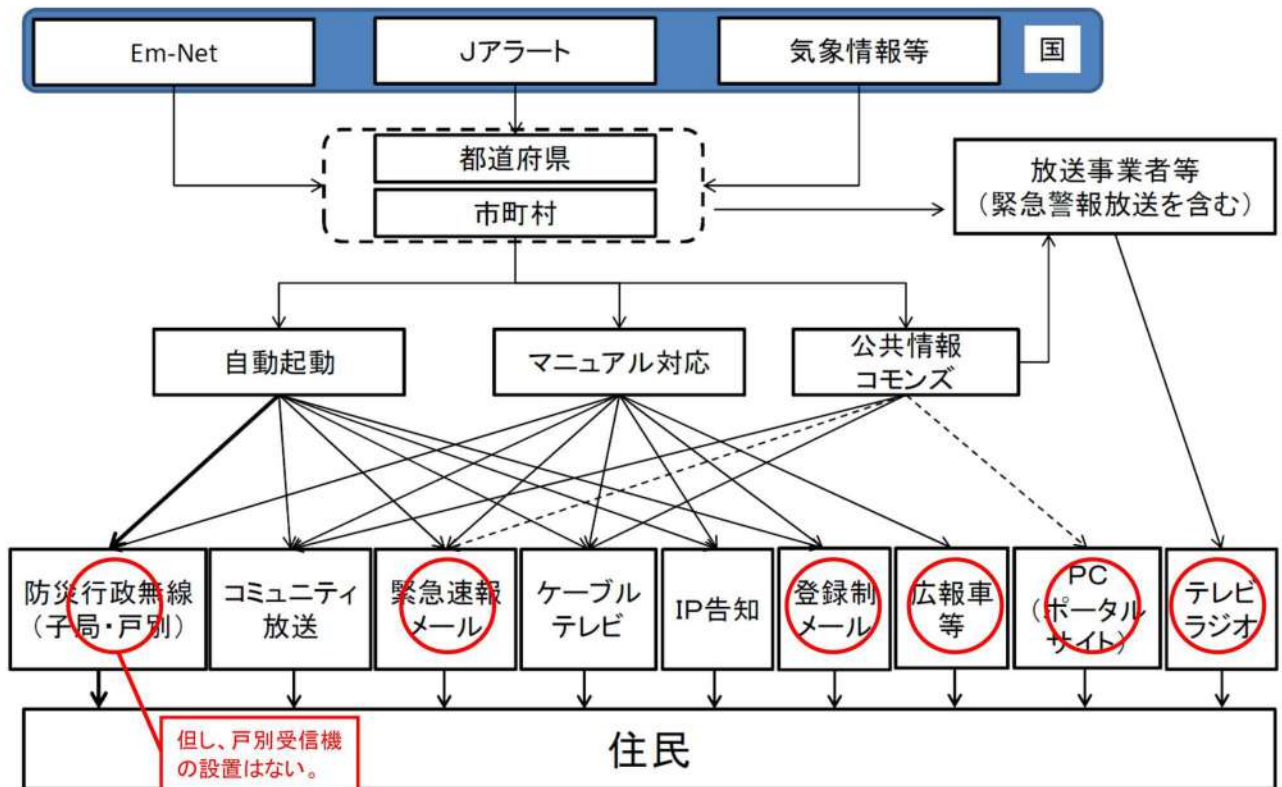 Em-Net
Jアラート
気象情報等
国
都道府県
市町村
放送事業者等
（緊急警報放送を含む）
自動起動
マニュアル対応
公共情報
コモンズ
防災行政無線
（子局・戸別）
コミュニティ
放送
緊急速報
メール
ケーブル
テレビ
IP告知
登録制
メール
広報車
等
PC
（ポータル
サイト）
テレビ
ラジオ
但し、戸別受信機
の設置はない。
住民